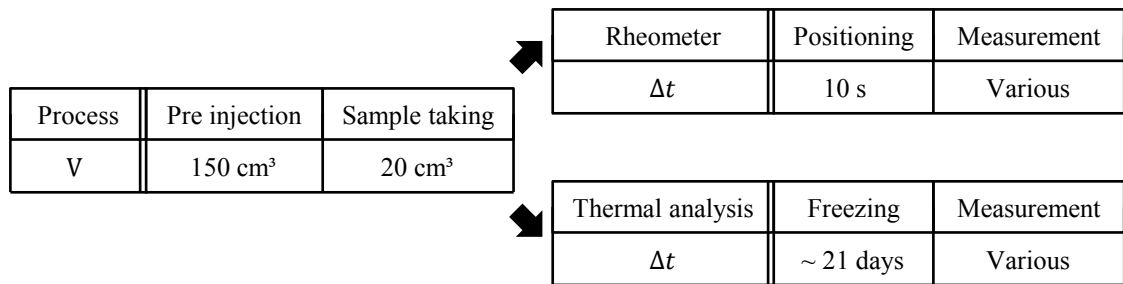 Process Pre injection Sample taking
V 150 cm³ 20 cm³
Rheometer Positioning Measurement
Δt 10 s Various
Thermal analysis Freezing Measurement
Δt ~ 21 days Various